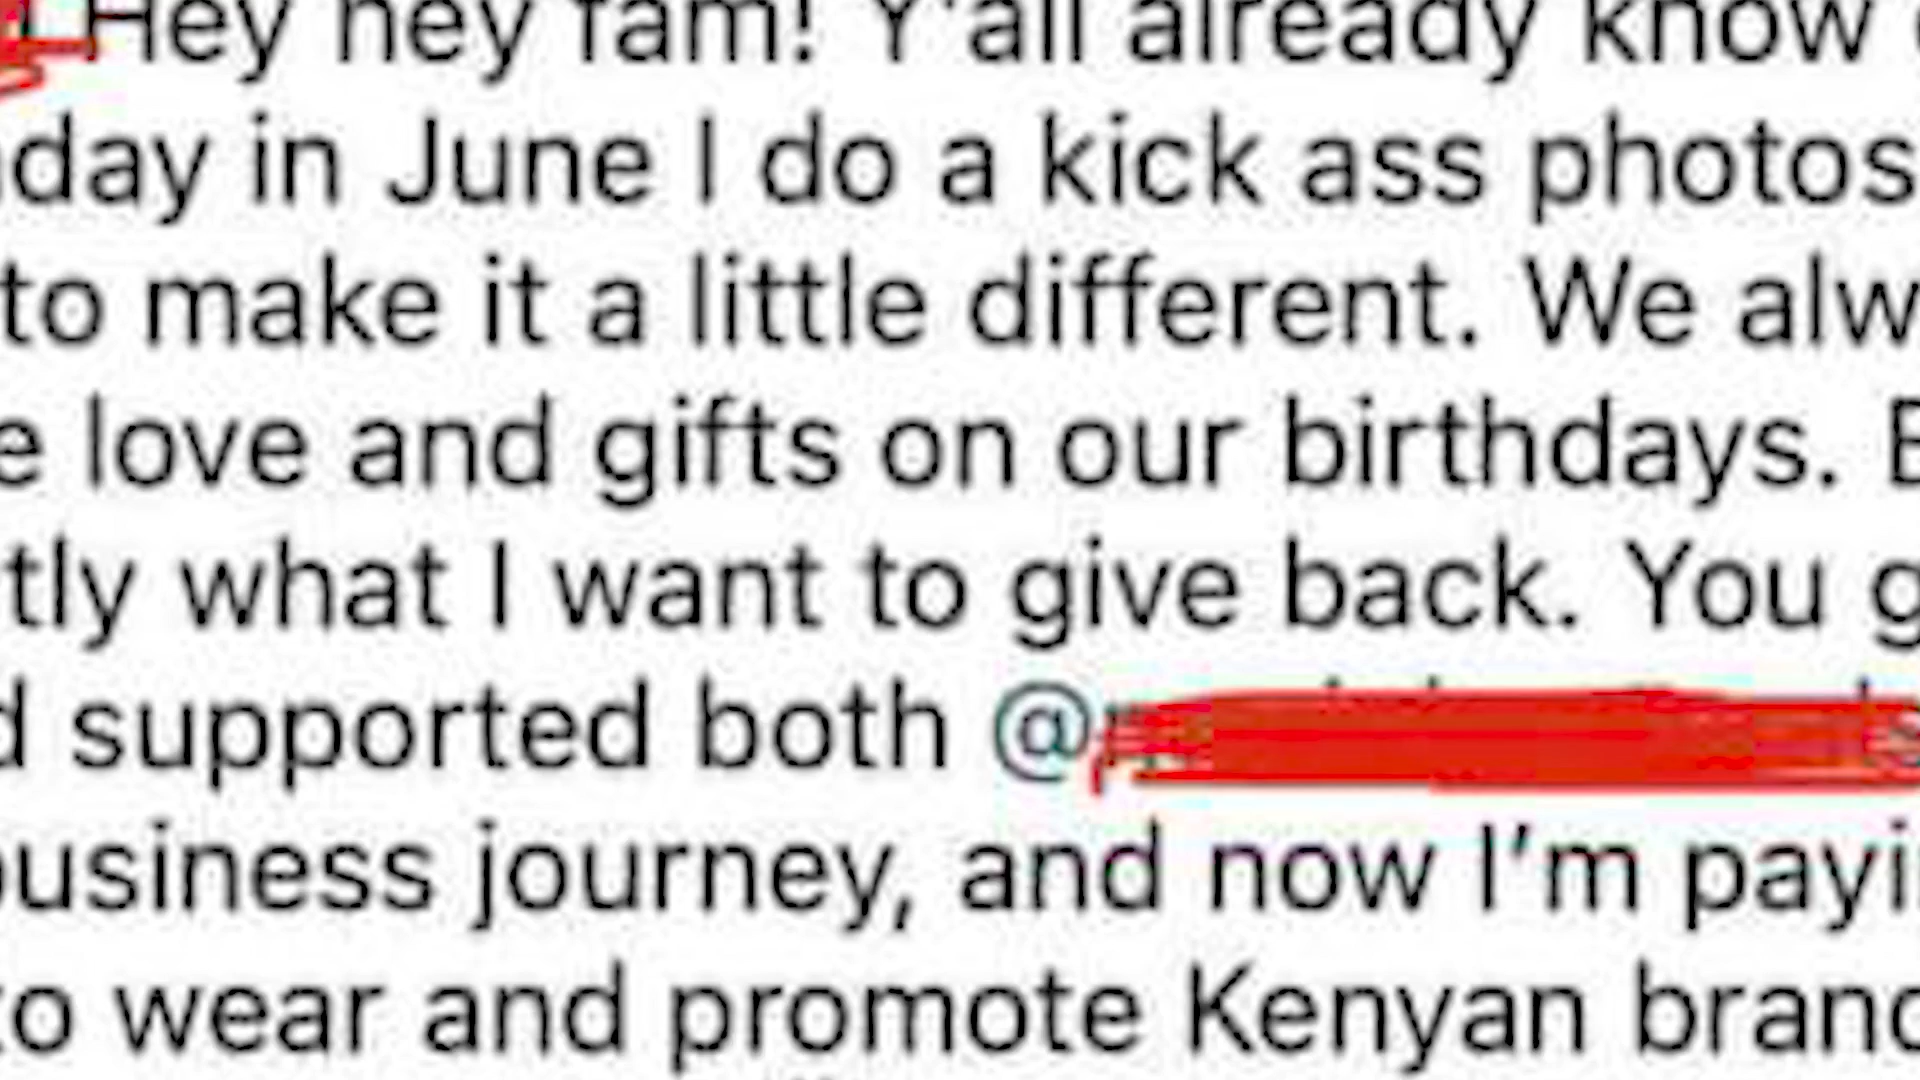 Hey hey fam! Y'all already know
day in June I do a kick ass photos
to make it a little different. We alw
e love and gifts on our birthdays. B
tly what I want to give back. You g
d supported both @
business journey, and now I'm payi
to wear and promote Kenyan brand